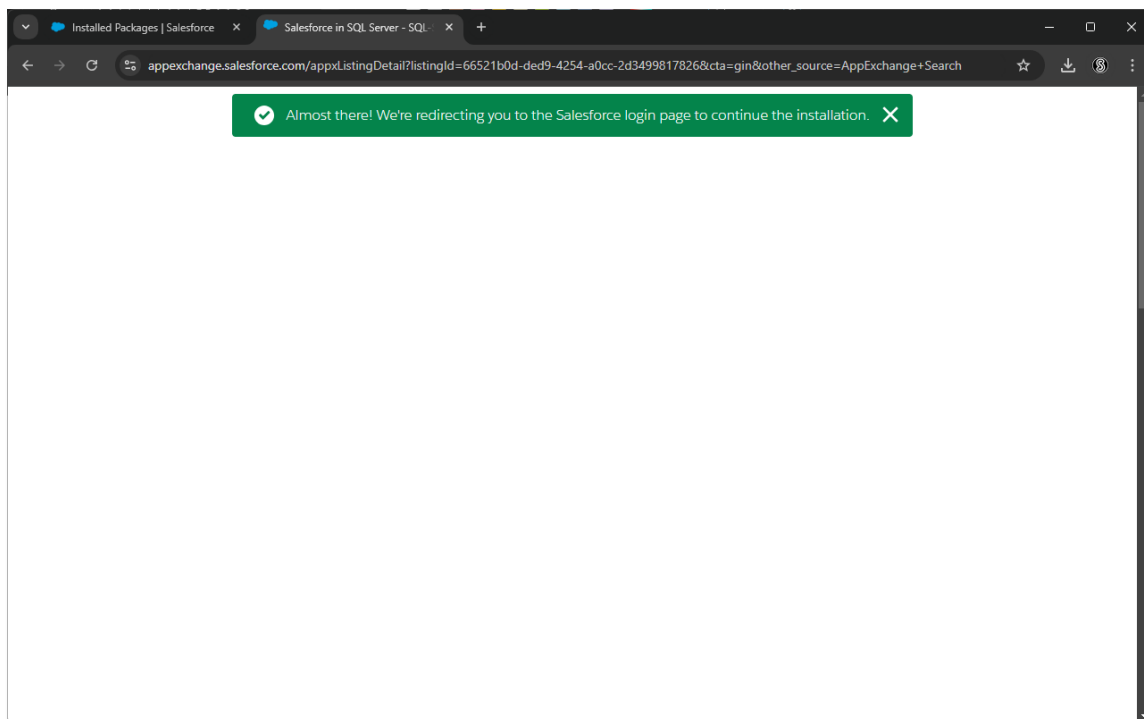 Installed Packages | Salesforce
Salesforce in SQL Server - SQL-
appexchange.salesforce.com/appxListingDetail?listingId=66521b0d-ded9-4254-a0cc-2d3499817826&cta=gin&other_source=AppExchange+Search
Almost there! We're redirecting you to the Salesforce login page to continue the installation.